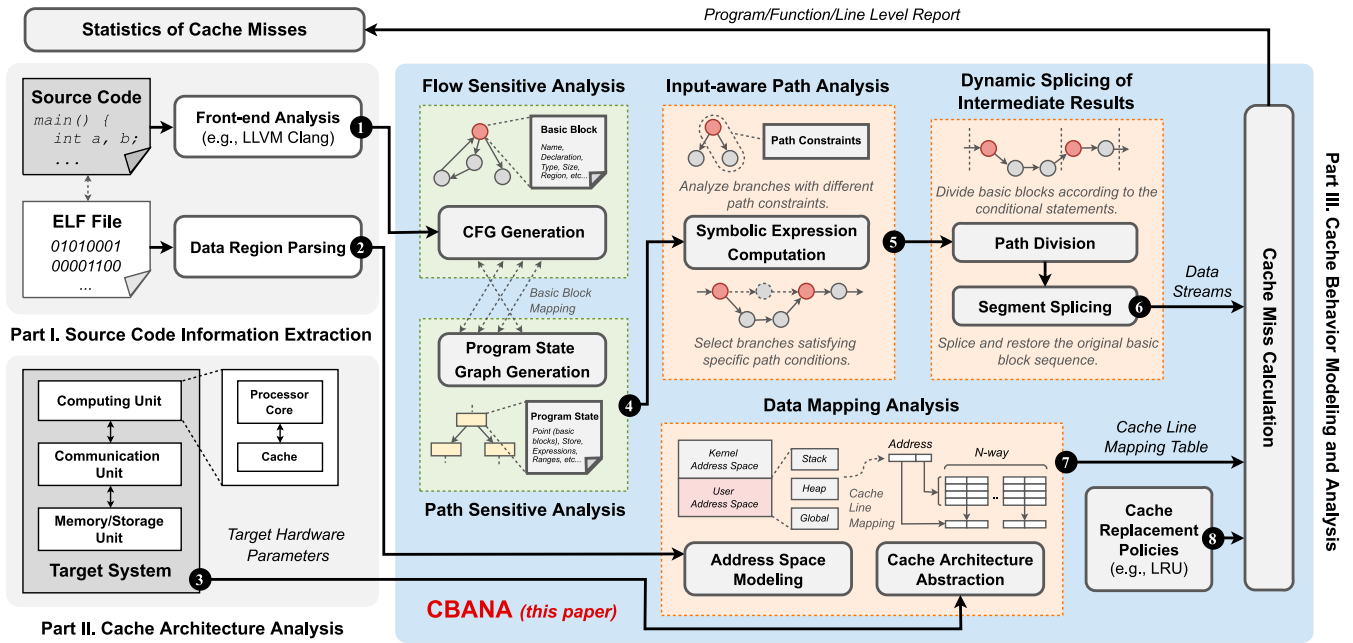 Program/Function/Line Level Report
Statistics of Cache Misses
Source Code
main() {
int a, b;
...
Front-end Analysis
(e.g., LLVM Clang)
1
ELF File
01010001
00001100
...
Data Region Parsing
2
Part I. Source Code Information Extraction
Computing Unit
Communication
Unit
Memory/Storage
Unit
Target System
3
Processor
Core
Cache
Target Hardware
Parameters
Part II. Cache Architecture Analysis
Flow Sensitive Analysis
Basic Block
Name,
Declaration,
Type, Size,
Region, etc...
CFG Generation
Basic Block
Mapping
Program State
Graph Generation
4
Program State
Point (basic
blocks), Store,
Expressions,
Ranges, etc...
Path Sensitive Analysis
Input-aware Path Analysis
Path Constraints
Analyze branches with different
path constraints.
Symbolic Expression
Computation
5
Select branches satisfying
specific path conditions.
Dynamic Splicing of
Intermediate Results
Divide basic blocks according to the
conditional statements.
Path Division
Segment Splicing
6
Splice and restore the original basic
block sequence.
Data
Streams
Data Mapping Analysis
Kernel
Address Space
User
Address Space
Stack
Heap
Global
Address
Cache
Line
Mapping
N-way
..
7
Address Space
Modeling
Cache Architecture
Abstraction
Cache Line
Mapping Table
Cache
Replacement
Policies
(e.g., LRU)
8
CBANA (this paper)
Cache Miss Calculation
Part III. Cache Behavior Modeling and Analysis